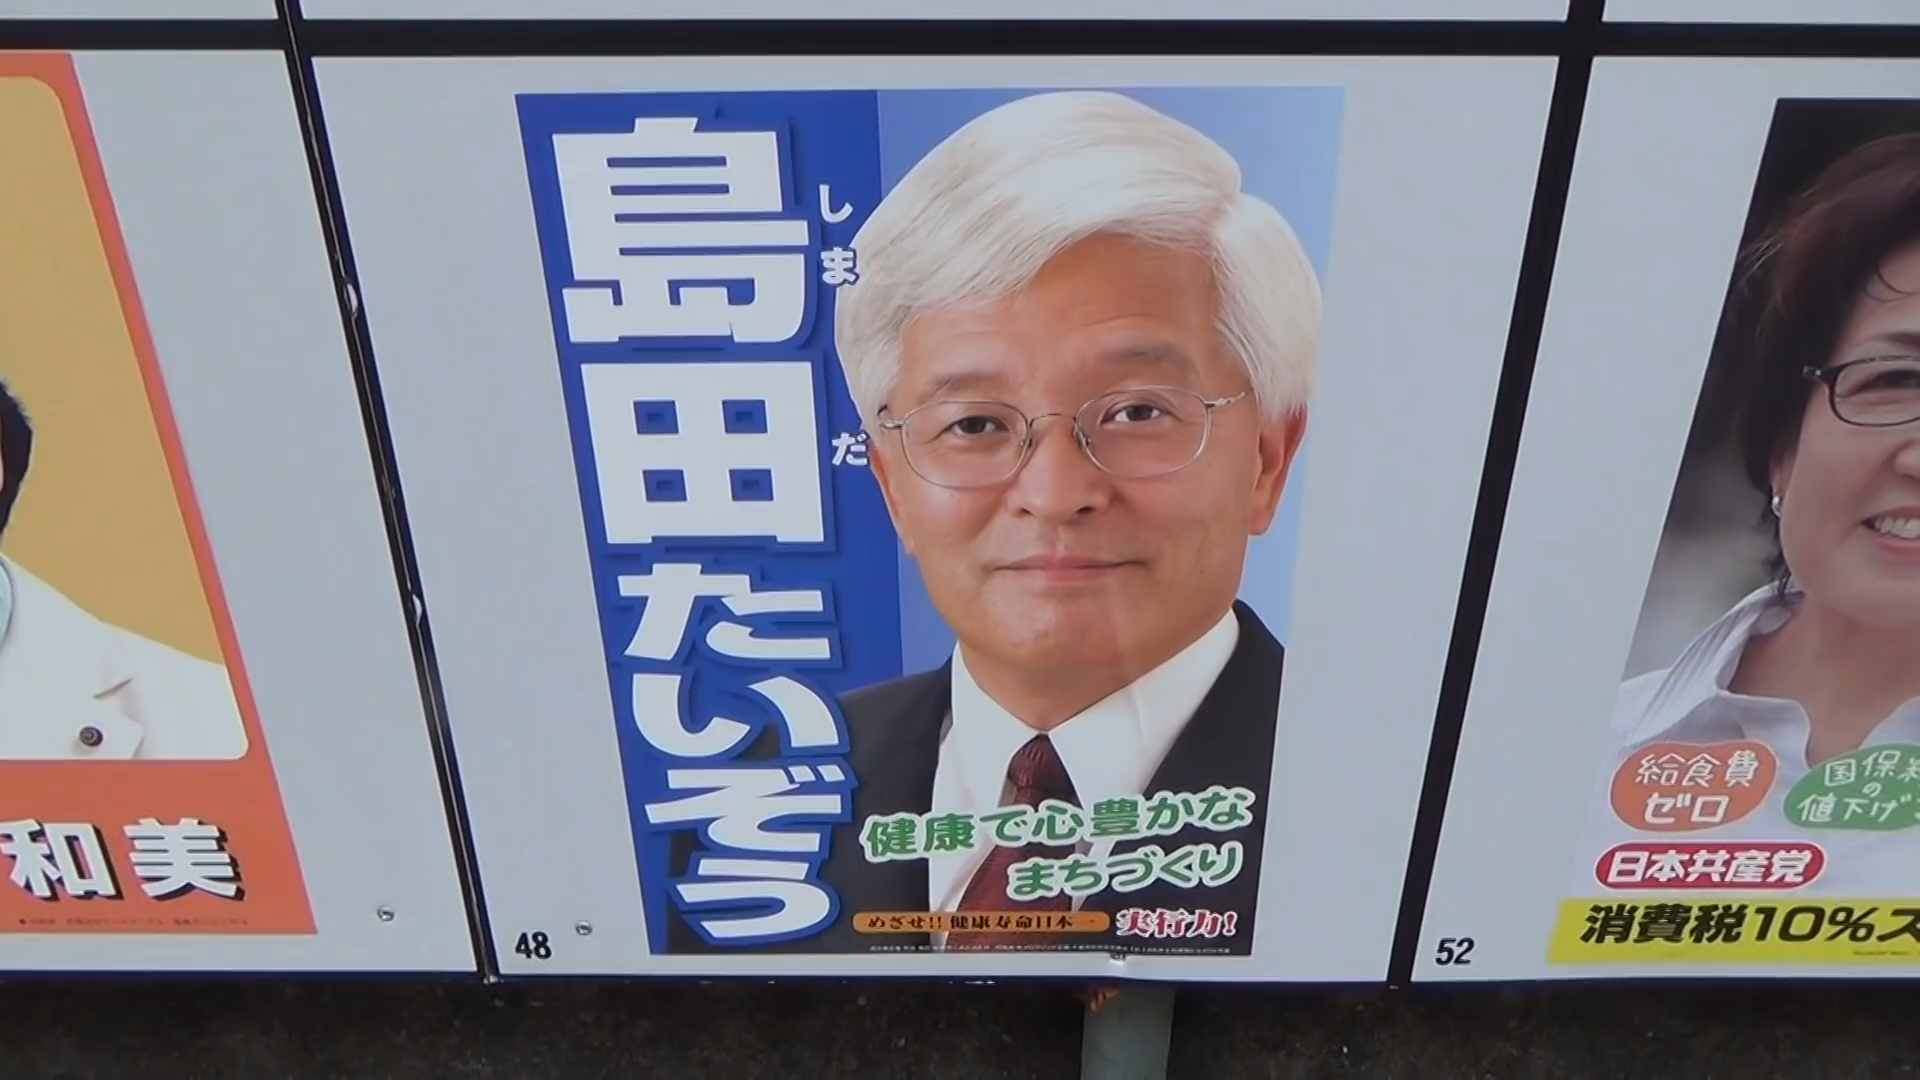 和美
島田たいぞう
しまだ
健康で心豊かな
まちづくり
めざせ!! 健康寿命日本一
実行力!
48
給食費
ゼロ
国保
の
値下げ
日本共産党
消費税10%ス
52